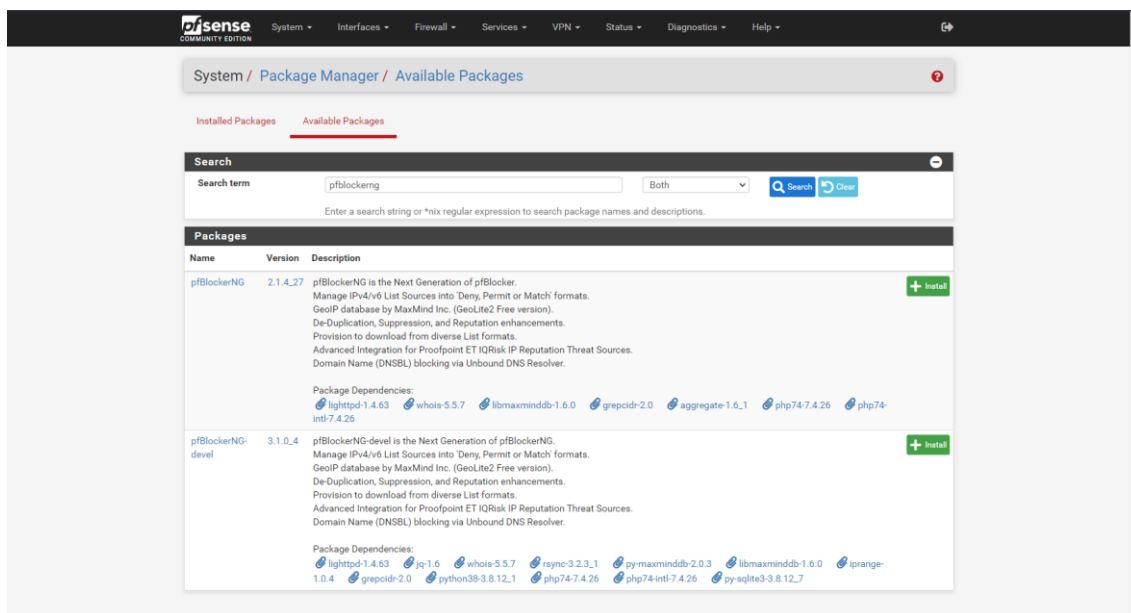 pfsense System Interfaces Firewall Services VPN Status Diagnostics Help
COMMUNITY EDITION
System / Package Manager / Available Packages
Installed Packages Available Packages
Search
Search term pfblockerng Both Search Clear
Enter a search string or *nix regular expression to search package names and descriptions.
Packages
Name Version Description
pfBlockerNG 2.1.4_27 pfBlockerNG is the Next Generation of pfBlocker. Install
Manage IPv4/v6 List Sources into 'Deny, Permit or Match' formats.
GeoIP database by MaxMind Inc. (GeoLite2 Free version).
De-Duplication, Suppression, and Reputation enhancements.
Provision to download from diverse List formats.
Advanced Integration for Proofpoint ET IQRisk IP Reputation Threat Sources.
Domain Name (DNSBL) blocking via Unbound DNS Resolver.
Package Dependencies:
lighttpd-1.4.63 whois-5.5.7 libmaxminddb-1.6.0 grepcidr-2.0 aggregate-1.6_1 php74-7.4.26 php74-
intl-7.4.26
pfBlockerNG- 3.1.0_4 pfBlockerNG-devel is the Next Generation of pfBlockerNG. Install
devel Manage IPv4/v6 List Sources into 'Deny, Permit or Match' formats.
GeoIP database by MaxMind Inc. (GeoLite2 Free version).
De-Duplication, Suppression, and Reputation enhancements.
Provision to download from diverse List formats.
Advanced Integration for Proofpoint ET IQRisk IP Reputation Threat Sources.
Domain Name (DNSBL) blocking via Unbound DNS Resolver.
Package Dependencies:
lighttpd-1.4.63 jq-1.6 whois-5.5.7 rsync-3.2.3_1 py-maxminddb-2.0.3 libmaxminddb-1.6.0 iprange-
1.0.4 grepcidr-2.0 python38-3.8.12_1 php74-7.4.26 php74-intl-7.4.26 py-sqlite3-3.8.12_7